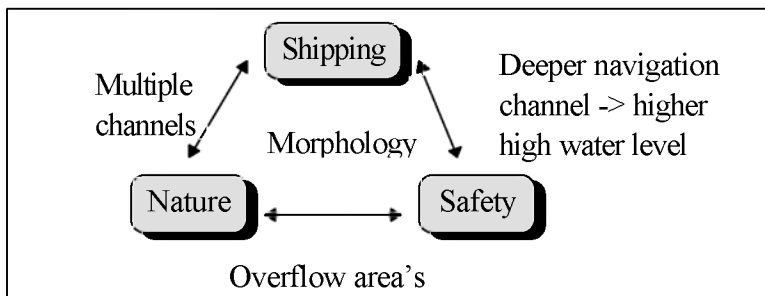 Shipping
Multiple
channels
Deeper navigation
channel -> higher
high water level
Morphology
Nature
Safety
Overflow area's